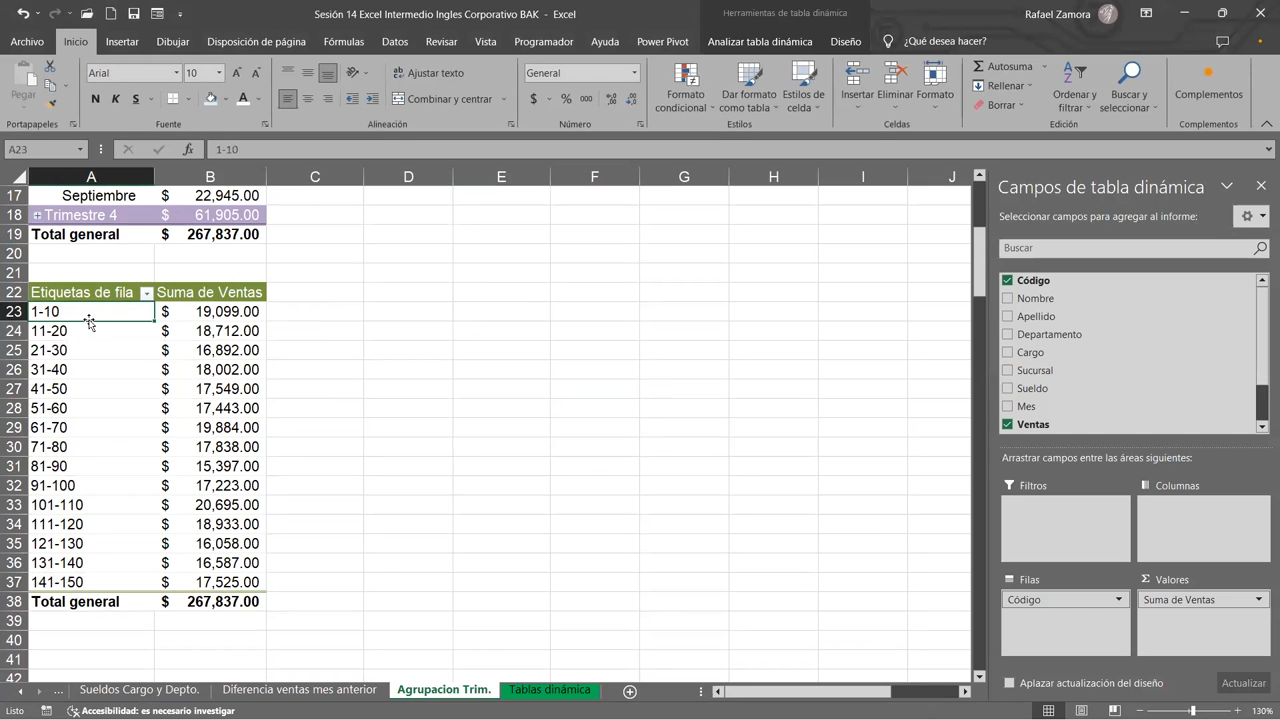 Sesión 14 Excel Intermedio Ingles Corporativo BAK - Excel
Herramientas de tabla dinámica
Rafael Zamora
Archivo Inicio Insertar Dibujar Disposición de página Fórmulas Datos Revisar Vista Programador Ayuda Power Pivot Analizar tabla dinámica Diseño ¿Qué desea hacer?
Pegar
Arial 10
N K S
Ajustar texto
Combinar y centrar
General
$ % 000
Formato condicional
Dar formato como tabla
Estilos de celda
Insertar Eliminar Formato
Autosuma
Rellenar
Borrar
Ordenar y filtrar
Buscar y seleccionar
Complementos
Portapapeles Fuente Alineación Número Estilos Celdas Edición Complementos
A23 fx 1-10
A B C D E F G H I J
17 Septiembre $ 22,945.00
18 Trimestre 4 $ 61,905.00
19 Total general $ 267,837.00
20
21
22 Etiquetas de fila Suma de Ventas
23 1-10 $ 19,099.00
24 11-20 $ 18,712.00
25 21-30 $ 16,892.00
26 31-40 $ 18,002.00
27 41-50 $ 17,549.00
28 51-60 $ 17,443.00
29 61-70 $ 19,884.00
30 71-80 $ 17,838.00
31 81-90 $ 15,397.00
32 91-100 $ 17,223.00
33 101-110 $ 20,695.00
34 111-120 $ 18,933.00
35 121-130 $ 16,058.00
36 131-140 $ 16,587.00
37 141-150 $ 17,525.00
38 Total general $ 267,837.00
39
40
41
42
Campos de tabla dinámica
Seleccionar campos para agregar al informe:
Buscar
Código
Nombre
Apellido
Departamento
Cargo
Sucursal
Sueldo
Mes
Ventas
Arrastrar campos entre las áreas siguientes:
Filtros Columnas
Filas Σ Valores
Código Suma de Ventas
Aplazar actualización del diseño Actualizar
... Sueldos Cargo y Depto. Diferencia ventas mes anterior Agrupacion Trim. Tablas dinámica
Listo Accesibilidad: es necesario investigar 130%